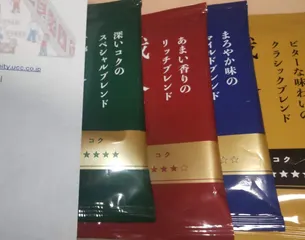 ity.ucc.co.jp
深いコクの
スペシャルブレンド
コク
★★★★
あまい香りの
リッチブレンド
コク
★★★☆
まろやか味の
マイルドブレンド
☆☆
ビターな味わいの
クラシックブレンド
コク
★★★★